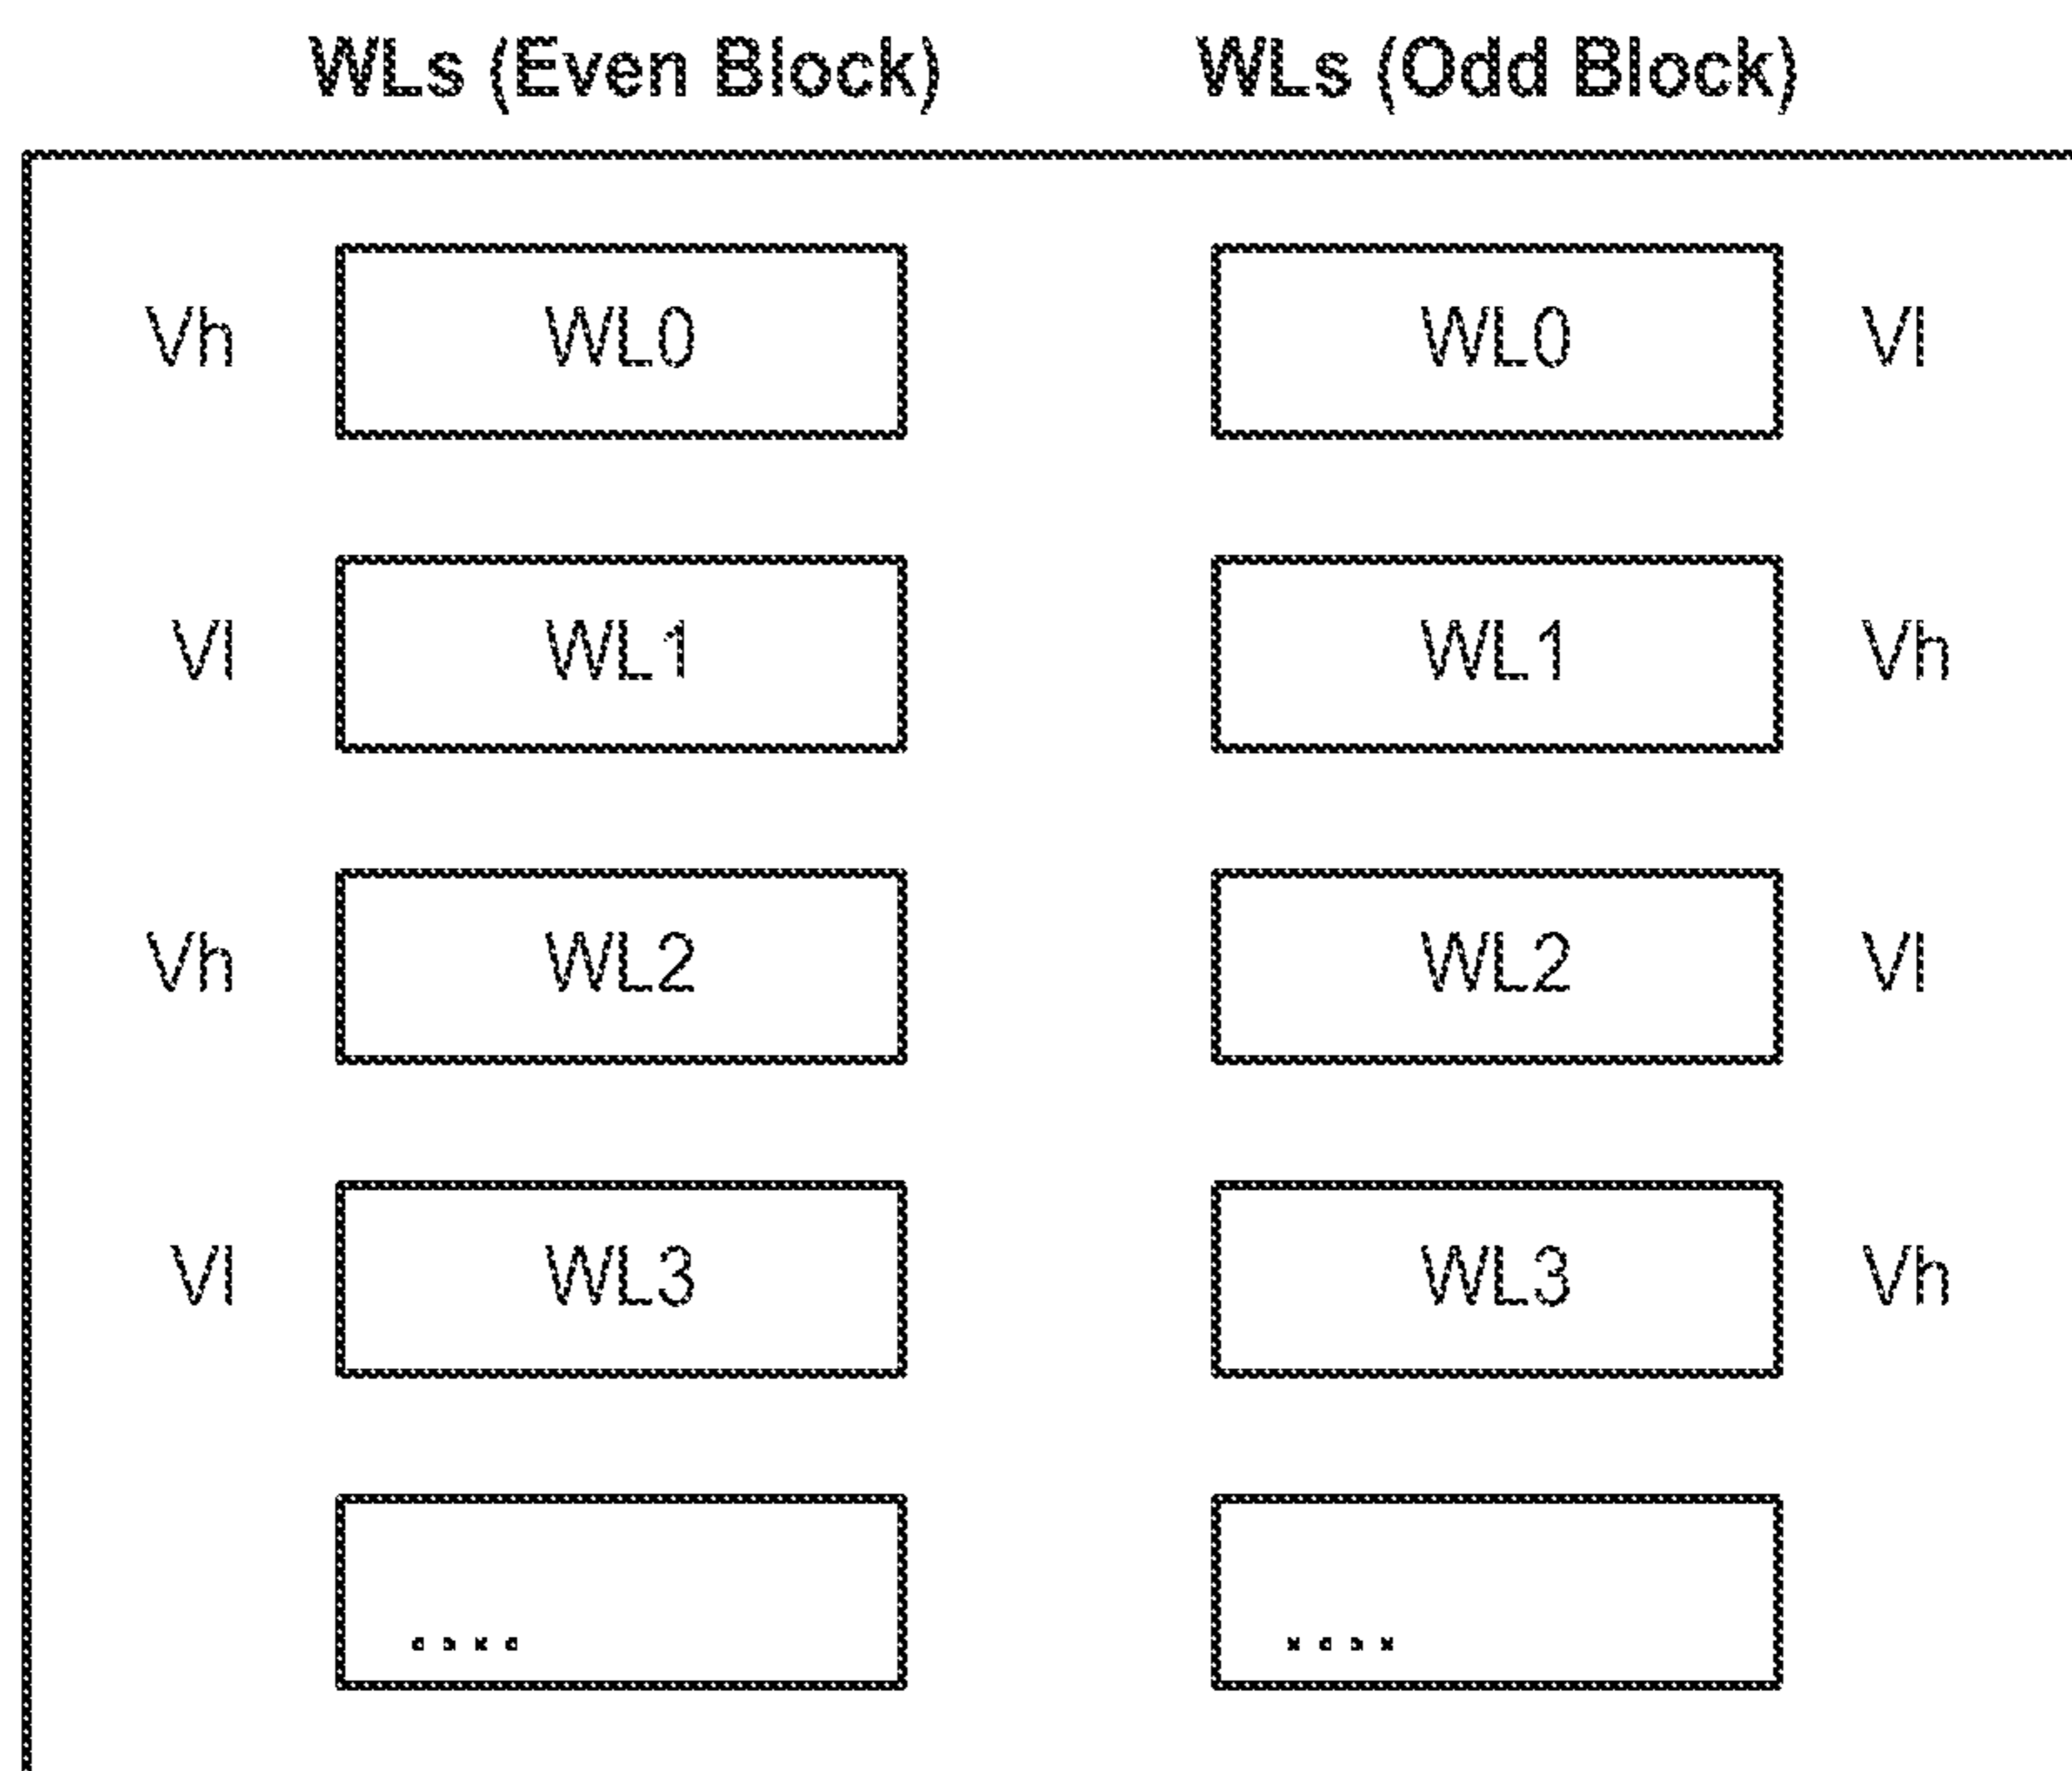 WLs (Even Block) WLs (Odd Block)
Vh WL0 WL0 Vl
Vl WL1 WL1 Vh
Vh WL2 WL2 Vl
Vl WL3 WL3 Vh
.... ....